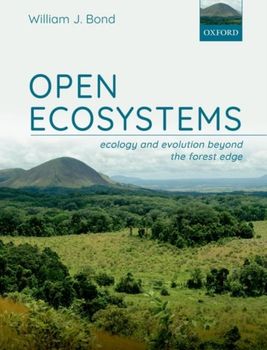 William J. Bond
OXFORD
OPEN
ECOSYSTEMS
ecology and evolution beyond
the forest edge